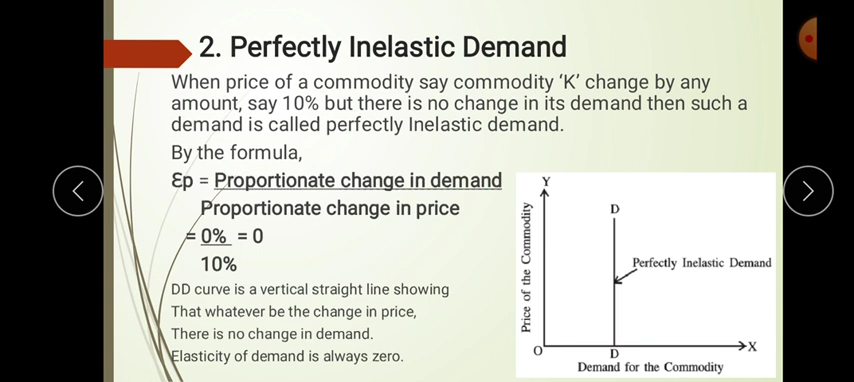 2. Perfectly Inelastic Demand
When price of a commodity say commodity ‘K’ change by any
amount, say 10% but there is no change in its demand then such a
demand is called perfectly Inelastic demand.
By the formula,
Ԑp = Proportionate change in demand
Proportionate change in price
= 0% = 0
10%
DD curve is a vertical straight line showing
That whatever be the change in price,
There is no change in demand.
Elasticity of demand is always zero.
Y
D
Price of the Commodity
Perfectly Inelastic Demand
O
D
X
Demand for the Commodity